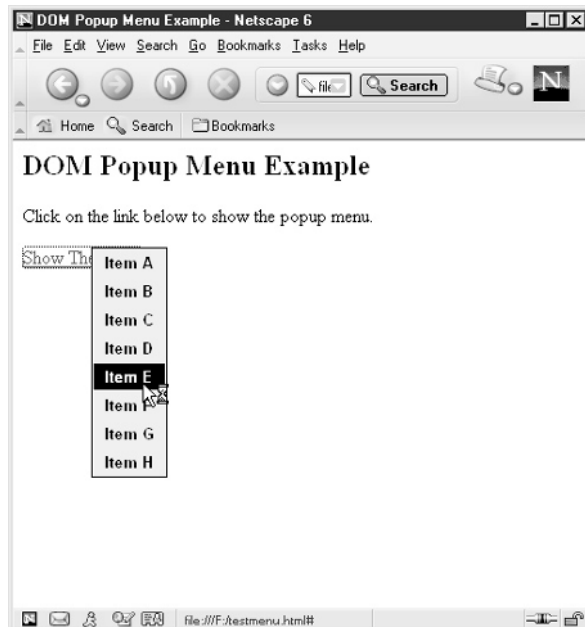 DOM Popup Menu Example - Netscape 6
File Edit View Search Go Bookmarks Tasks Help
file Search N
Home Search Bookmarks
DOM Popup Menu Example
Click on the link below to show the popup menu.
Show The
Item A
Item B
Item C
Item D
Item E
Item F
Item G
Item H
file:///F:/testmenu.html#